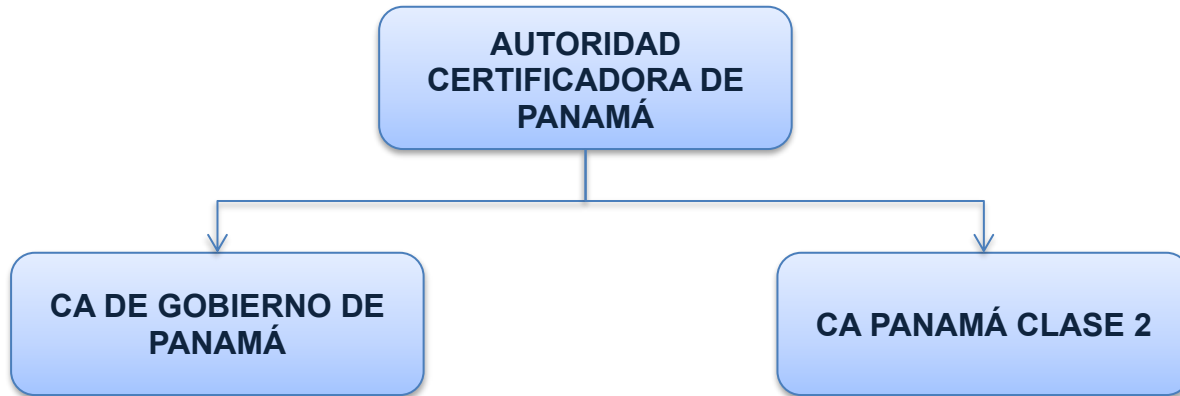 AUTORIDAD
CERTIFICADORA DE
PANAMÁ
CA DE GOBIERNO DE
PANAMÁ
CA PANAMÁ CLASE 2